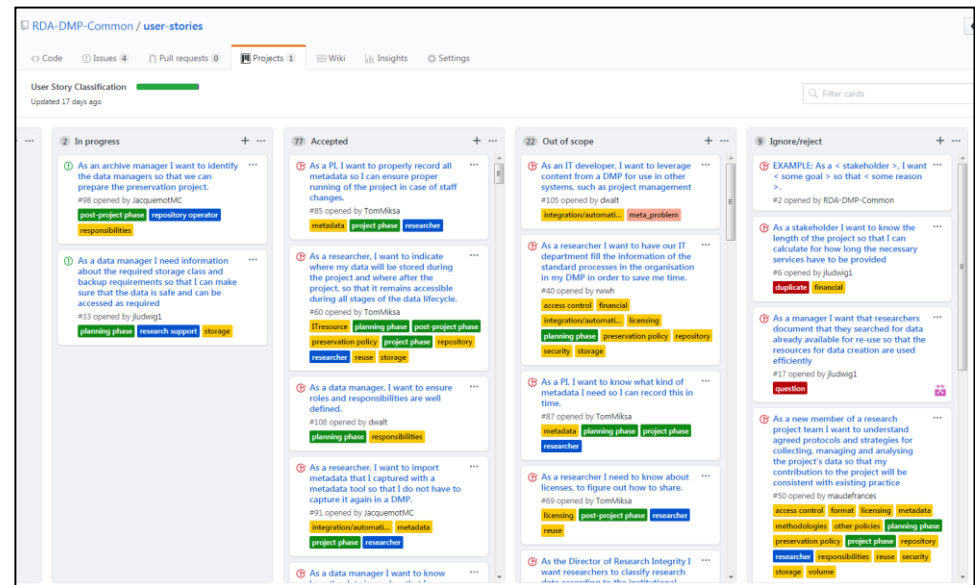 RDA-DMP-Common / user-stories
Code
Issues 4
Pull requests 0
Projects 1
Wiki
Insights
Settings
User Story Classification
Updated 17 days ago
Filter cards
2 In progress
As an archive manager I want to identify
the data managers so that we can
prepare the preservation project.
#98 opened by JacquemotMC
post-project phase repository operator
responsibilities
As a data manager I need information
about the required storage class and
backup requirements so that I can make
sure that the data is safe and can be
accessed as required
#33 opened by jludwig1
planning phase research support storage
77 Accepted
As a PI, I want to properly record all
metadata so I can ensure proper
running of the project in case of staff
changes.
#85 opened by TomMiksa
metadata project phase researcher
As a researcher, I want to indicate
where my data will be stored during
the project and where after the
project, so that it remains accessible
during all stages of the data lifecycle.
#60 opened by TomMiksa
ITresource planning phase post-project phase
preservation policy project phase repository
researcher reuse storage
As a data manager, I want to ensure
roles and responsibilities are well
defined.
#108 opened by dwalt
planning phase responsibilities
As a researcher, I want to import
metadata that I captured with a
metadata tool so that I do not have to
capture it again in a DMP.
#91 opened by JacquemotMC
integration/automati... metadata
project phase researcher
As a data manager I want to know
22 Out of scope
As an IT developer, I want to leverage
content from a DMP for use in other
systems, such as project management
#105 opened by dwalt
integration/automati... meta_problem
As a researcher I want to have our IT
department fill the information of the
standard processes in the organisation
in my DMP in order to save me time.
#40 opened by rwwh
access control financial
integration/automati... licensing
planning phase preservation policy repository
security storage
As a PI, I want to know what kind of
metadata I need so I can record this in
time.
#87 opened by TomMiksa
metadata planning phase project phase
researcher
As a researcher I need to know about
licenses, to figure out how to share.
#69 opened by TomMiksa
licensing post-project phase researcher
reuse
As the Director of Research Integrity I
want researchers to classify research
data according to the institutional
9 Ignore/reject
EXAMPLE: As a < stakeholder >, I want
< some goal > so that < some reason
>.
#2 opened by RDA-DMP-Common
As a stakeholder I want to know the
length of the project so that I can
calculate for how long the necessary
services have to be provided
#6 opened by jludwig1
duplicate financial
As a manager I want that researchers
document that they searched for data
already available for re-use so that the
resources for data creation are used
efficiently
#17 opened by jludwig1
question
As a new member of a research
project team I want to understand
agreed protocols and strategies for
collecting, managing and analysing
the project's data so that my
contribution to the project will be
consistent with existing practice
#50 opened by maudefrances
access control format licensing metadata
methodologies other policies planning phase
preservation policy project phase repository
researcher responsibilities reuse security
storage volume